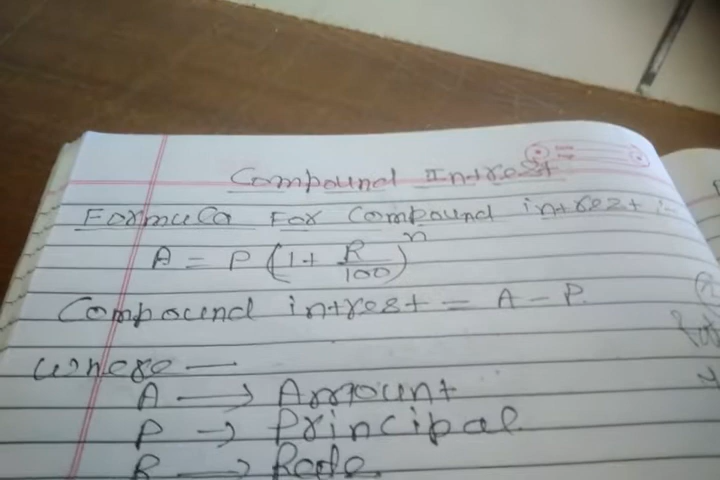 Compound Intrest
Formula For Compound intrest :-
A = P (1+ R/100)^n
Compound intrest = A - P.
where —
A → Amount
P → Principal
R → Rate.